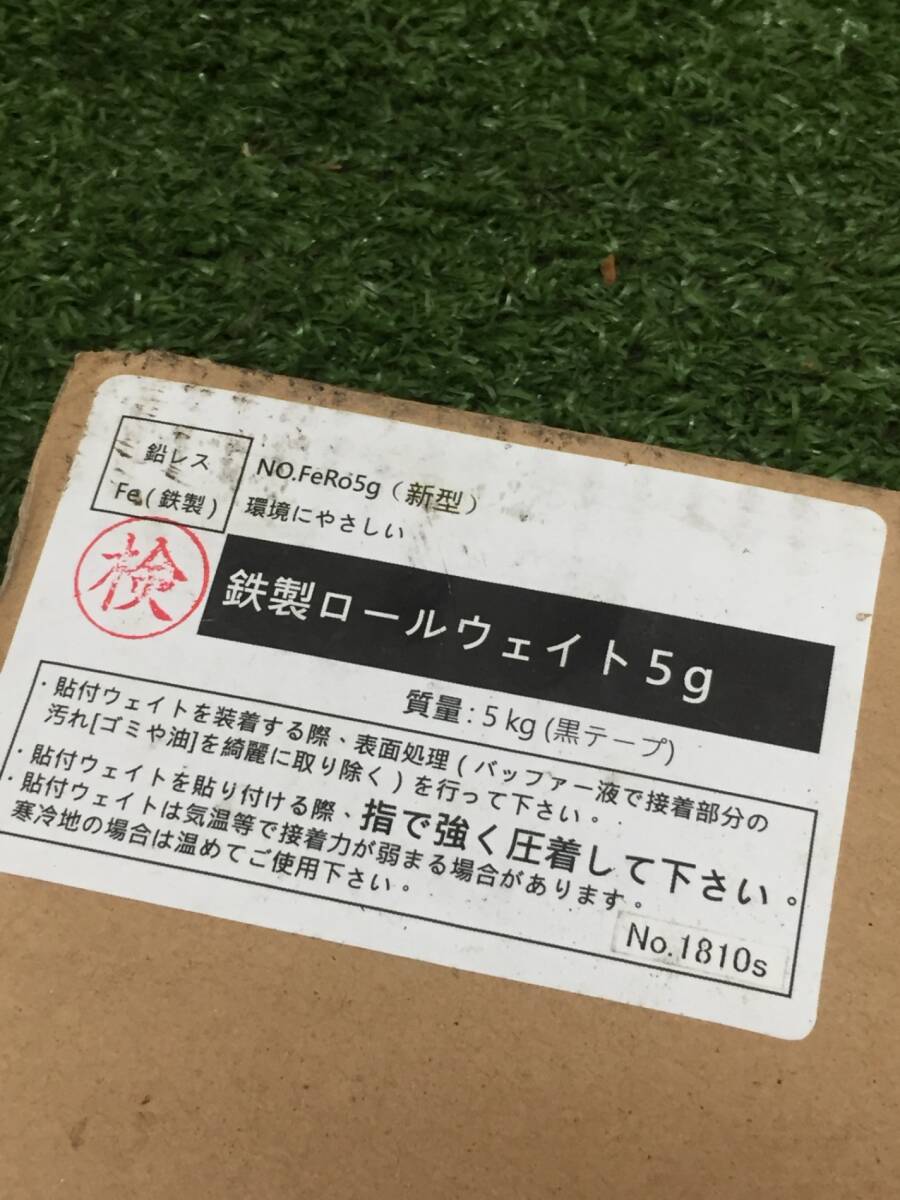 鉛レス
Fe(鉄製)
NO.FeRo5g(新型)
環境にやさしい
検
鉄製ロールウェイト5g
質量:5kg(黒テープ)
・貼付ウェイトを装着する際、表面処理(バッファー液で接着部分の
汚れ[ゴミや油]を綺麗に取り除く)を行って下さい。
・貼付ウェイトを貼り付ける際、指で強く圧着して下さい。
・貼付ウェイトは気温等で接着力が弱まる場合があります。
寒冷地の場合は温めてご使用下さい。
No.1810s